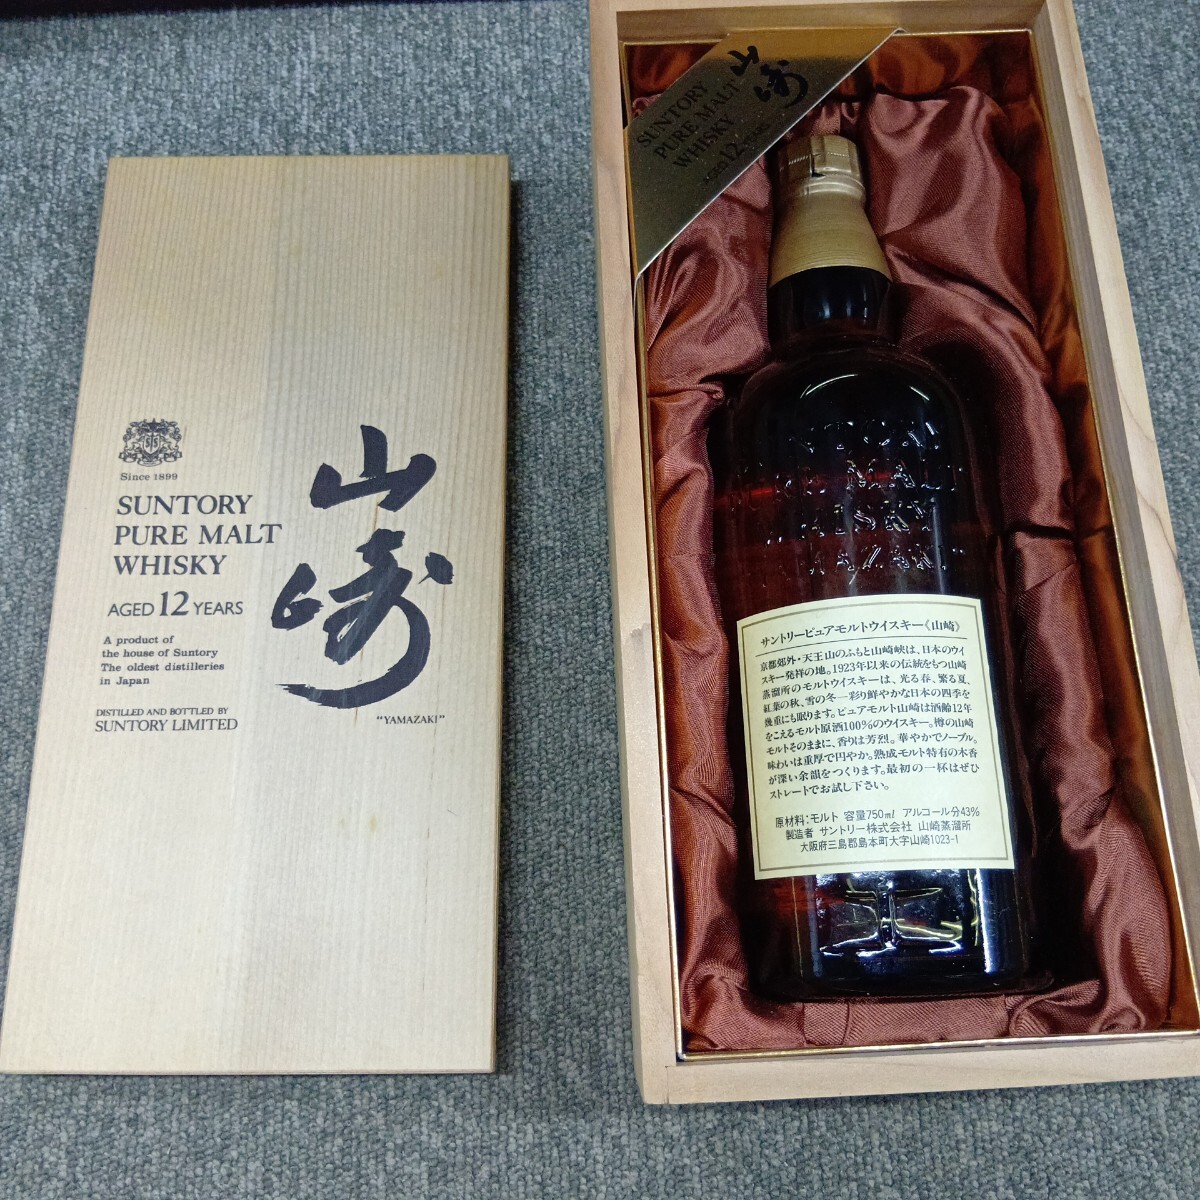 Since 1899
SUNTORY
PURE MALT
WHISKY
AGED 12 YEARS
A product of
the house of Suntory
The oldest distilleries
in Japan
DISTILLED AND BOTTLED BY
SUNTORY LIMITED
山崎
"YAMAZAKI"
山崎
SUNTORY
PURE MALT
WHISKY
AGED 12 YEARS
NTORY
PURE MALT
HISKY
AZAKI"
サントリーピュアモルトウイスキー《山崎》
京都郊外・天王山のふもと山崎峡は、日本のウイ
スキー発祥の地。1923年以来の伝統をもつ山崎
蒸溜所のモルトウイスキーは、光る春、繁る夏、
紅葉の秋、雪の冬―彩り鮮やかな日本の四季を
幾重にも眠ります。ピュアモルト山崎は酒齢12年
をこえるモルト原酒100%のウイスキー。樽の山崎
モルトそのままに、香りは芳烈。華やかでノーブル。
味わいは重厚で円やか。熟成モルト特有の木香
が深い余韻をつくります。最初の一杯はぜひ
ストレートでお試し下さい。
原材料:モルト 容量750ml アルコール分43%
製造者 サントリー株式会社 山崎蒸溜所
大阪府三島郡島本町大字山崎1023-1